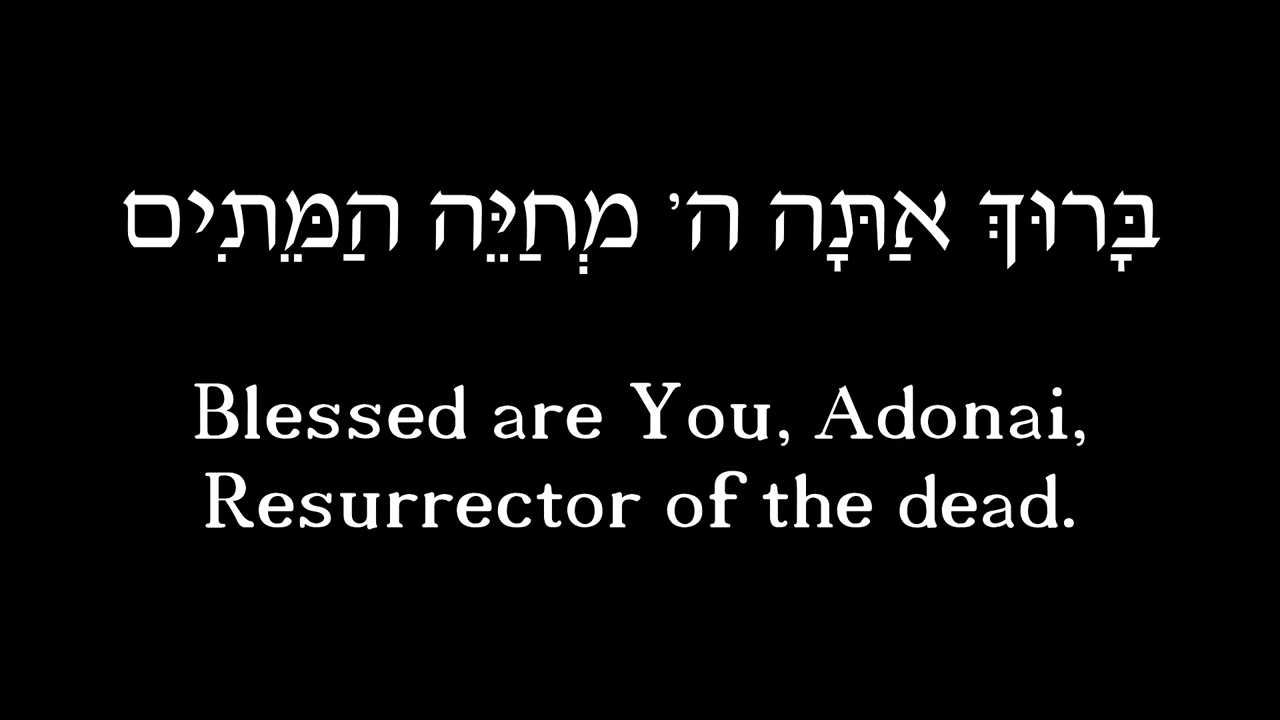 בָּרוּךְ אַתָּה ה׳ מְחַיֵּה הַמֵּתִים
Blessed are You, Adonai,
Resurrector of the dead.